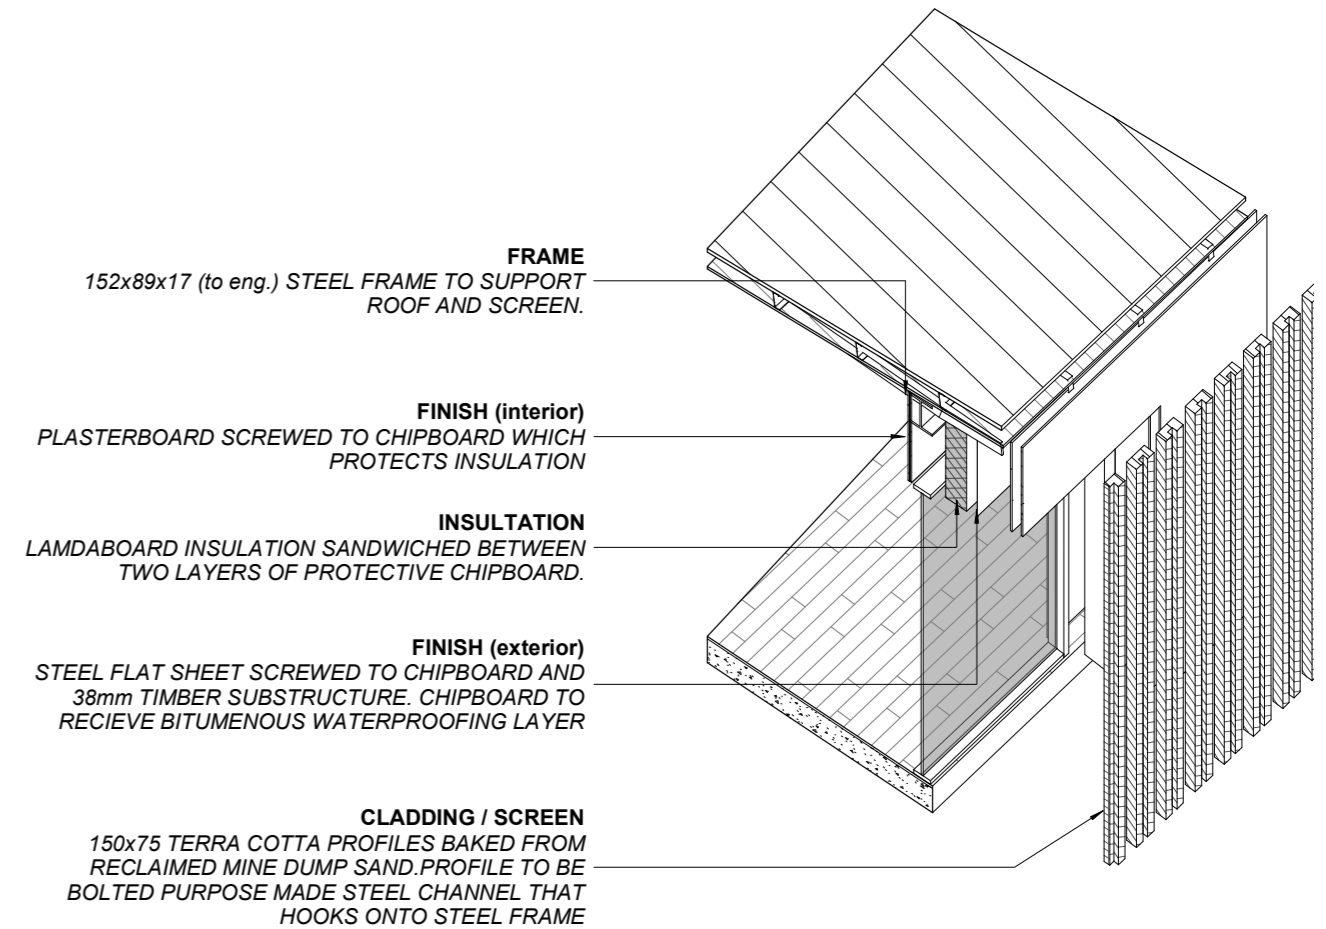 FRAME
152x89x17 (to eng.) STEEL FRAME TO SUPPORT
ROOF AND SCREEN.
FINISH (interior)
PLASTERBOARD SCREWED TO CHIPBOARD WHICH
PROTECTS INSULATION
INSULTATION
LAMDABOARD INSULATION SANDWICHED BETWEEN
TWO LAYERS OF PROTECTIVE CHIPBOARD.
FINISH (exterior)
STEEL FLAT SHEET SCREWED TO CHIPBOARD AND
38mm TIMBER SUBSTRUCTURE. CHIPBOARD TO
RECIEVE BITUMENOUS WATERPROOFING LAYER
CLADDING / SCREEN
150x75 TERRA COTTA PROFILES BAKED FROM
RECLAIMED MINE DUMP SAND.PROFILE TO BE
BOLTED PURPOSE MADE STEEL CHANNEL THAT
HOOKS ONTO STEEL FRAME